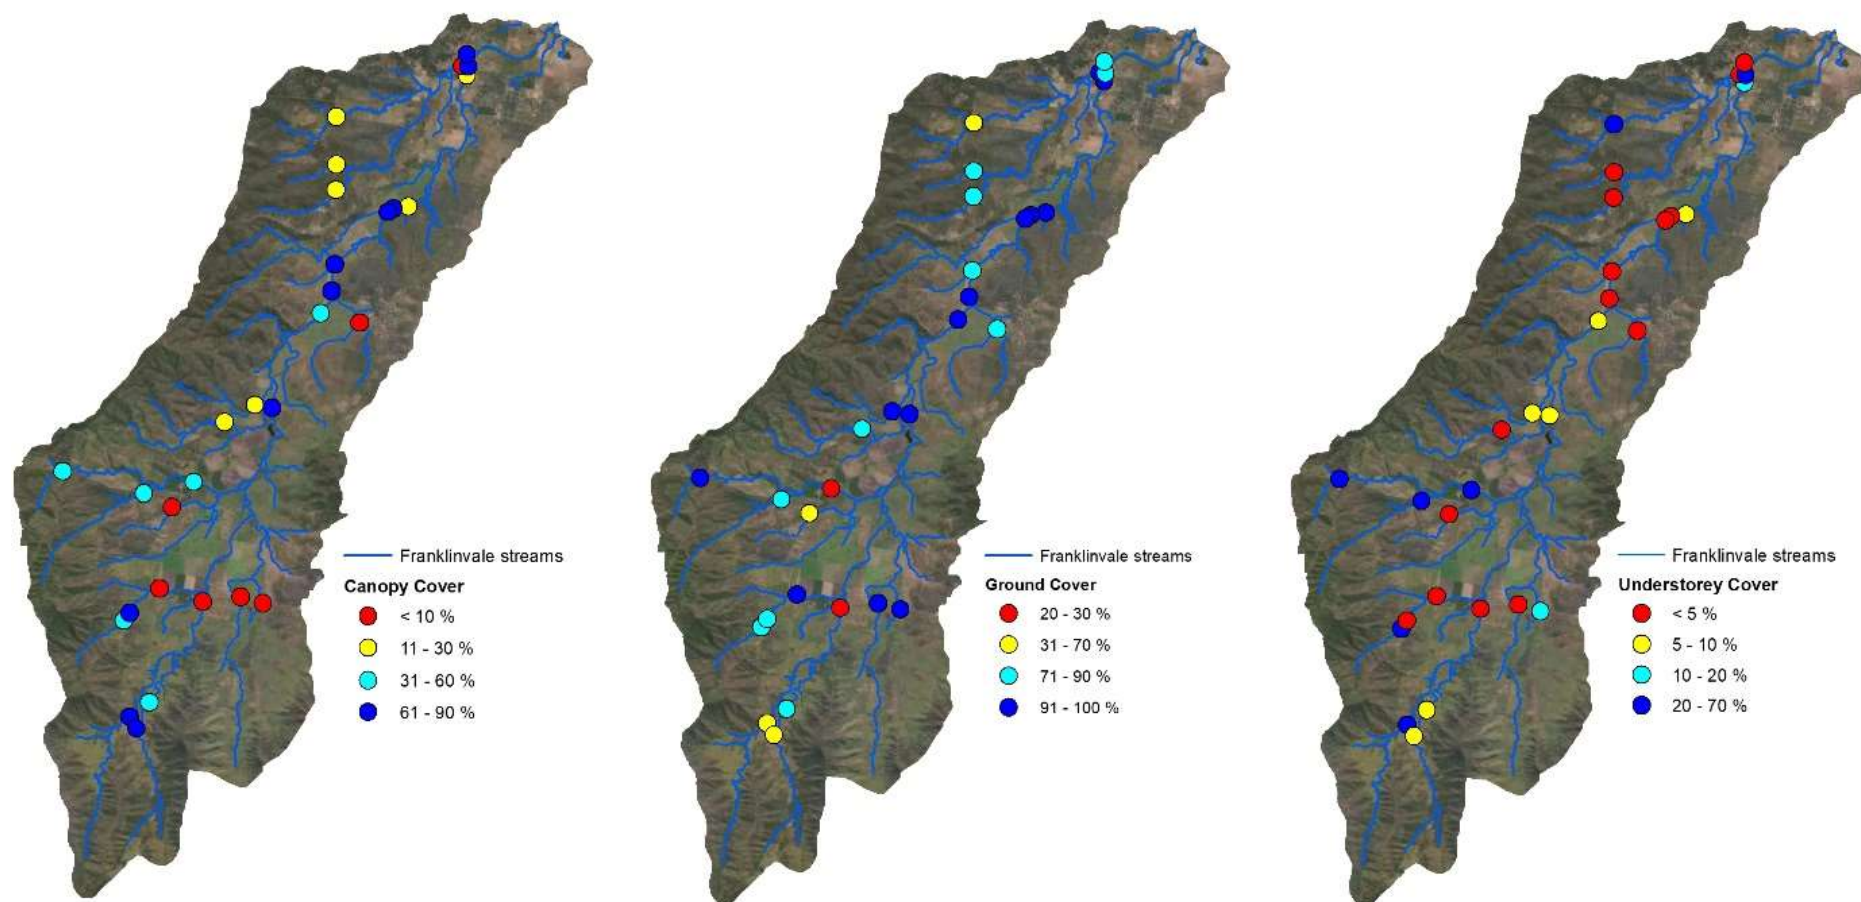 Franklinvale streams
Canopy Cover
< 10 %
11 - 30 %
31 - 60 %
61 - 90 %
Franklinvale streams
Ground Cover
20 - 30 %
31 - 70 %
71 - 90 %
91 - 100 %
Franklinvale streams
Understorey Cover
< 5 %
5 - 10 %
10 - 20 %
20 - 70 %